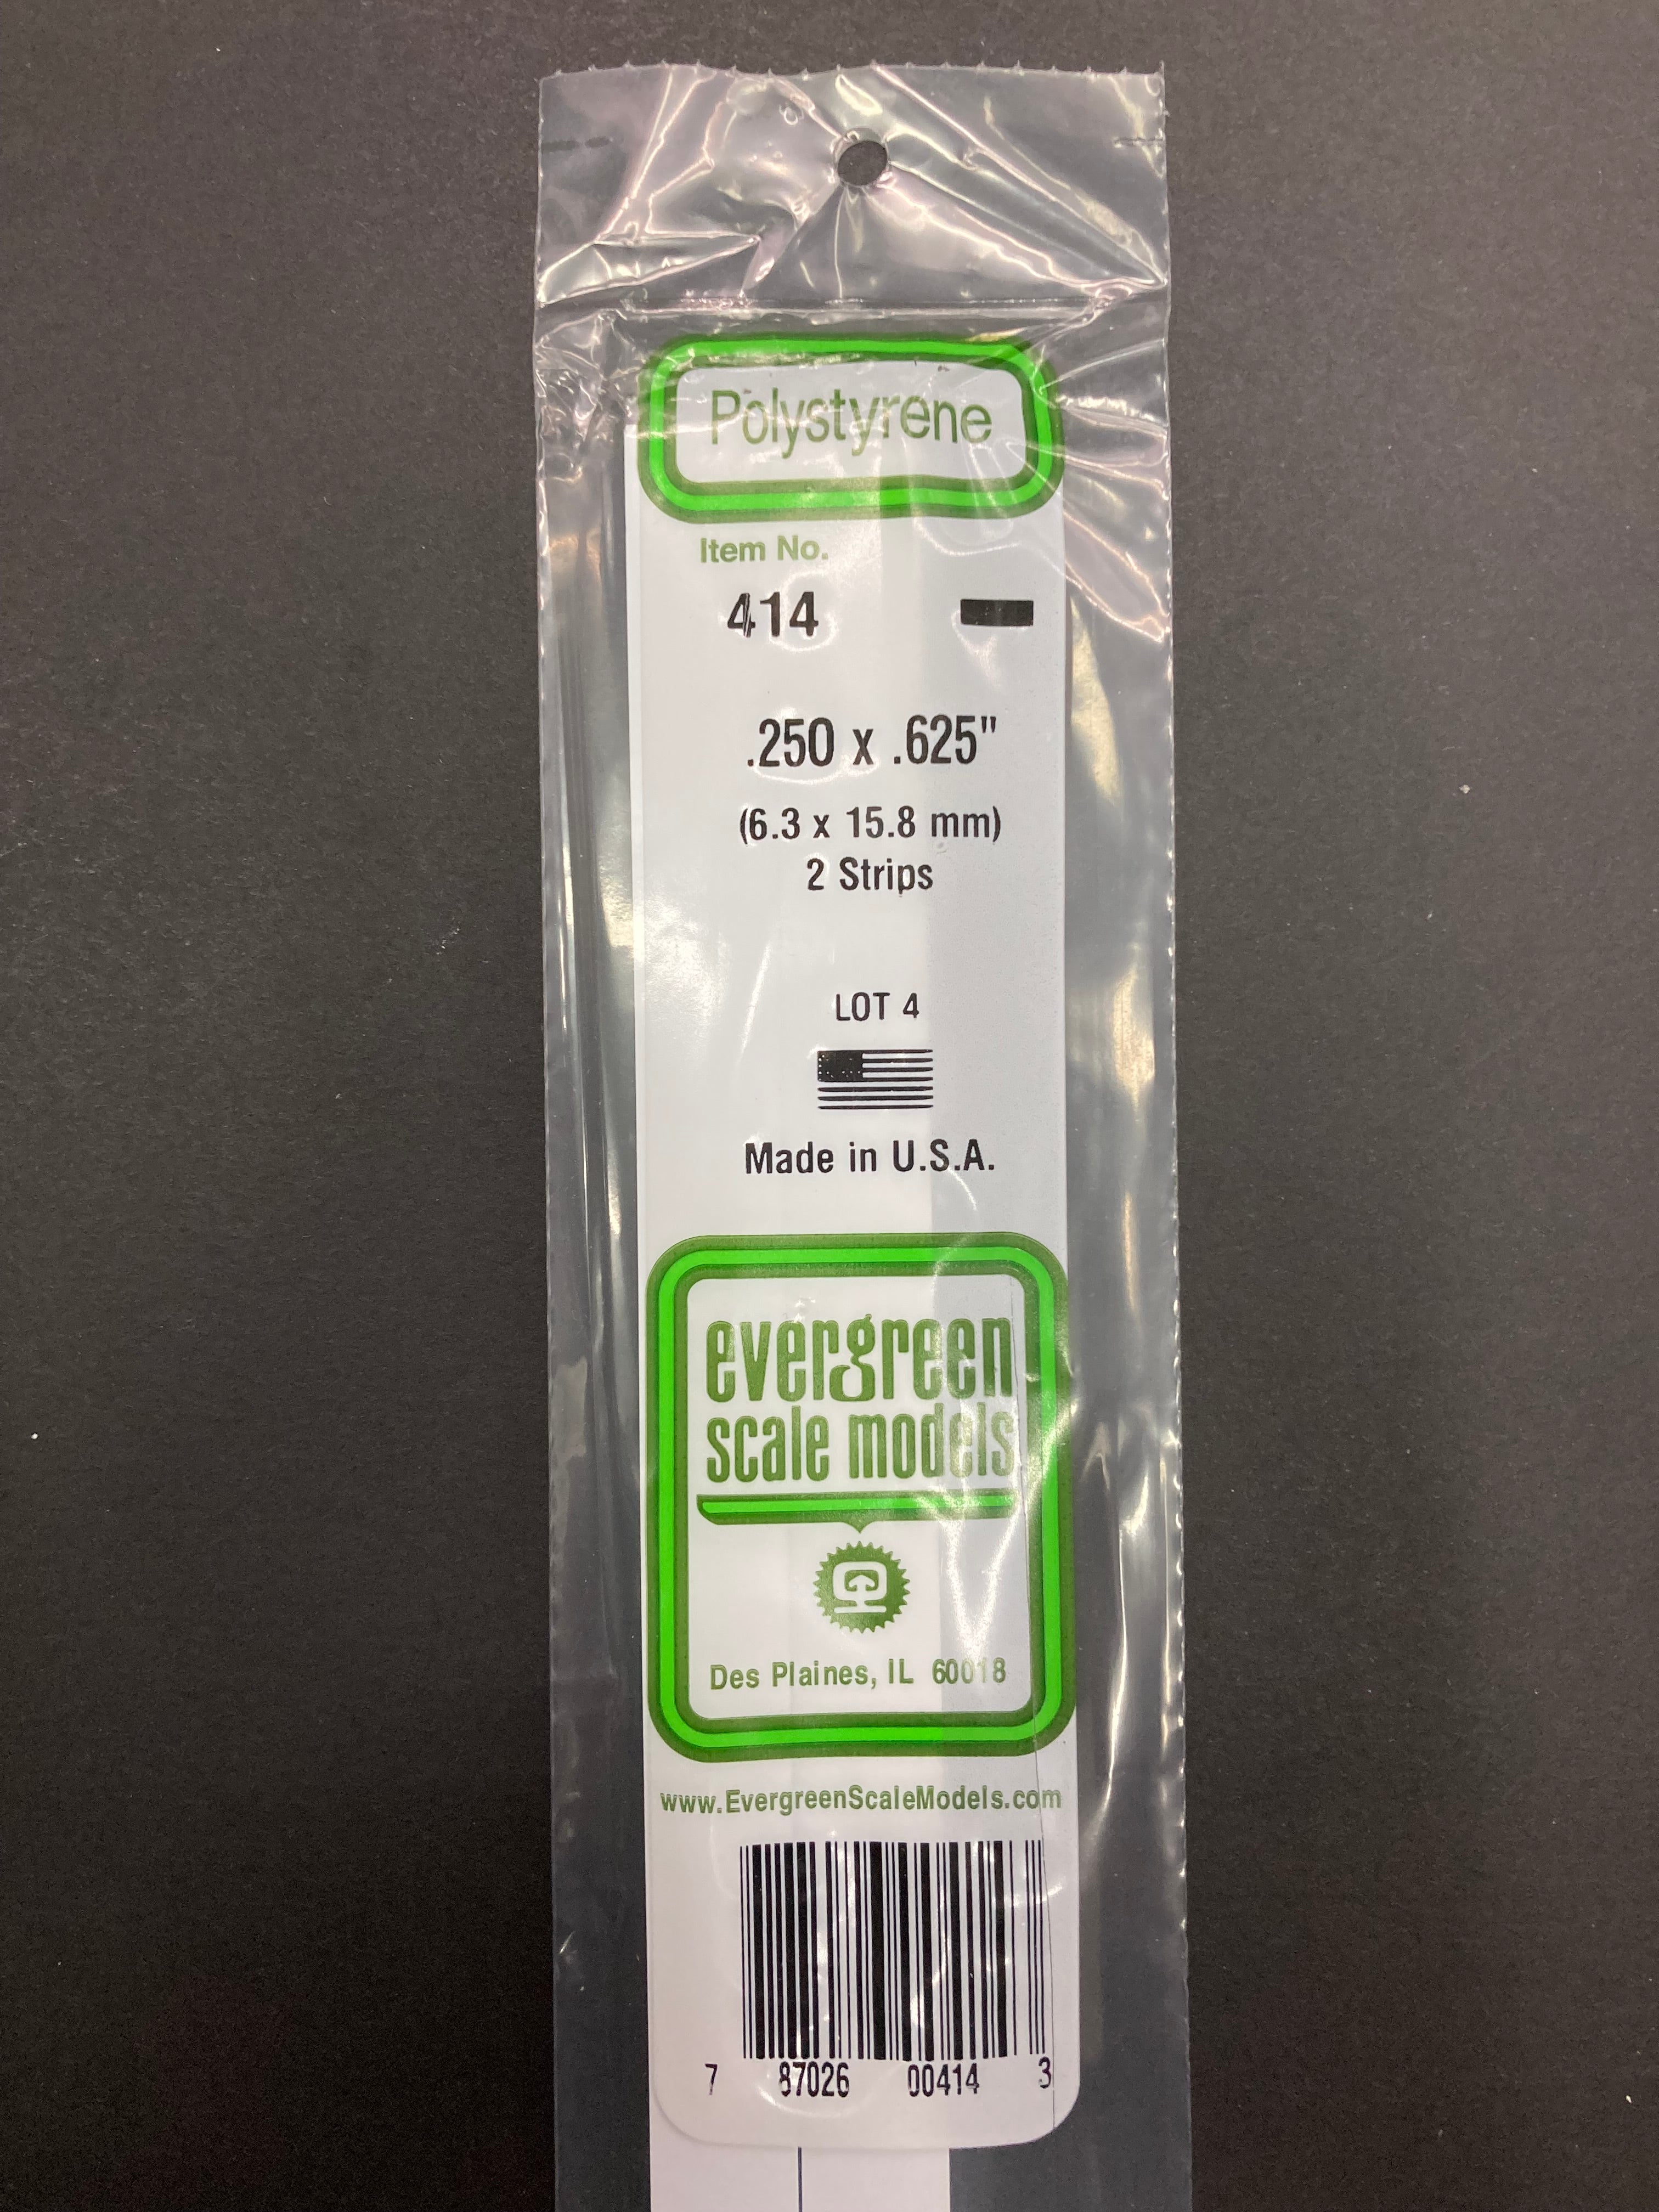 Polystyrene
Item No.
414
.250 x .625"
(6.3 x 15.8 mm)
2 Strips
LOT 4
Made in U.S.A.
evergreen
scale models
Des Plaines, IL 60018
www.EvergreenScaleModels.com
7 87026 00414 3